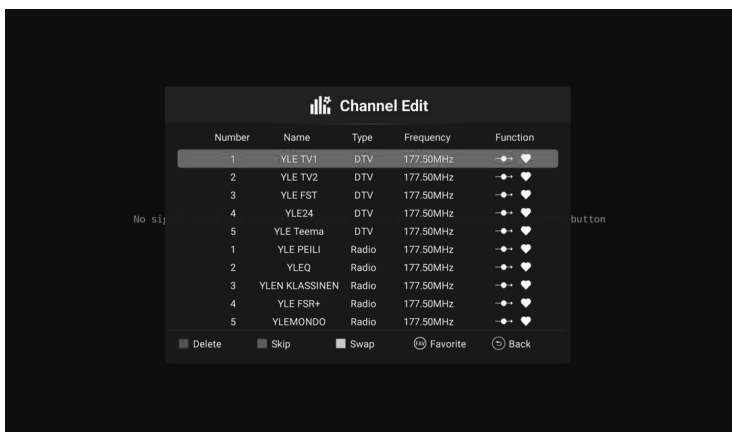 Channel Edit
Number Name Type Frequency Function
1 YLE TV1 DTV 177.50MHz
2 YLE TV2 DTV 177.50MHz
3 YLE FST DTV 177.50MHz
4 YLE24 DTV 177.50MHz
No button
5 YLE Teema DTV 177.50MHz
1 YLE PEILI Radio 177.50MHz
2 YLEQ Radio 177.50MHz
3 YLEN KLASSINEN Radio 177.50MHz
4 YLE FSR+ Radio 177.50MHz
5 YLEMONDO Radio 177.50MHz
Delete Skip Swap FAV Favorite Back